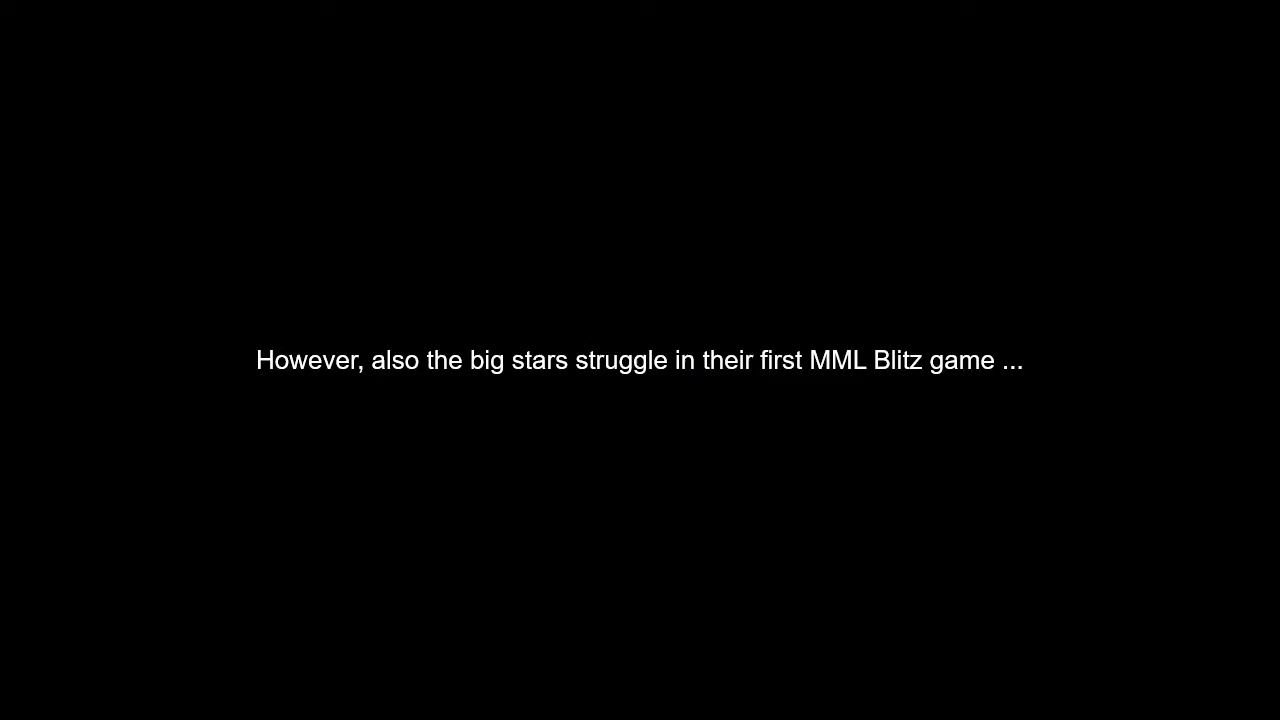 However, also the big stars struggle in their first MML Blitz game ...